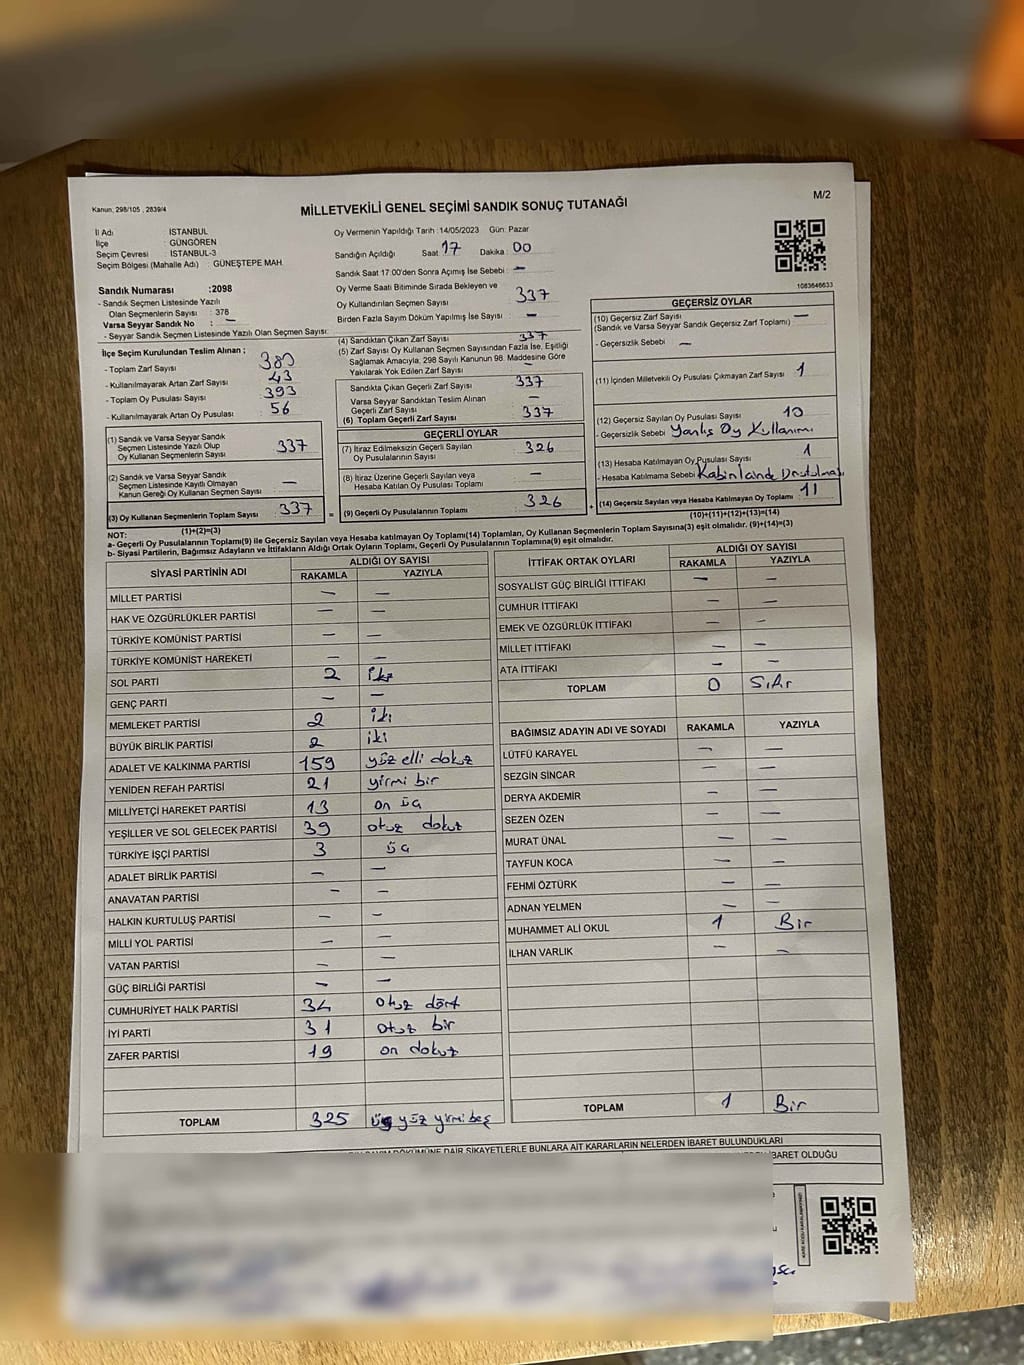 Kanun, 298/105 , 2839/4
M/2
MİLLETVEKİLİ GENEL SEÇİMİ SANDIK SONUÇ TUTANAĞI
İl Adı İSTANBUL
İlçe : GÜNGÖREN
Seçim Çevresi : İSTANBUL-3
Seçim Bölgesi (Mahalle Adı) : GÜNEŞTEPE MAH.
Sandık Numarası :2098
- Sandık Seçmen Listesinde Yazılı
Olan Seçmenlerin Sayısı : 378
Varsa Seyyar Sandık No : —
- Seyyar Sandık Seçmen Listesinde Yazılı Olan Seçmen Sayısı:
Oy Vermenin Yapıldığı Tarih : 14/05/2023 Gün: Pazar
Sandığın Açıldığı Saat 17 Dakika : 00
Sandık Saat 17:00'den Sonra Açılmış İse Sebebi : —
Oy Verme Saati Bitiminde Sırada Bekleyen ve
Oy Kullandırılan Seçmen Sayısı : 337
Birden Fazla Sayım Döküm Yapılmış İse Sayısı : —
1083646633
İlçe Seçim Kurulundan Teslim Alınan ;
- Toplam Zarf Sayısı : 380
- Kullanılmayarak Artan Zarf Sayısı : 43
- Toplam Oy Pusulası Sayısı : 393
- Kullanılmayarak Artan Oy Pusulası : 56
(4) Sandıktan Çıkan Zarf Sayısı : 337
(5) Zarf Sayısı Oy Kullanan Seçmen Sayısından Fazla İse, Eşitliği
Sağlamak Amacıyla, 298 Sayılı Kanunun 98. Maddesine Göre
Yakılarak Yok Edilen Zarf Sayısı : —
Sandıkta Çıkan Geçerli Zarf Sayısı : 337
Varsa Seyyar Sandıktan Teslim Alınan
Geçerli Zarf Sayısı : —
(6) Toplam Geçerli Zarf Sayısı : 337
GEÇERSİZ OYLAR
(10) Geçersiz Zarf Sayısı : —
(Sandık ve Varsa Seyyar Sandık Geçersiz Zarf Toplamı)
- Geçersizlik Sebebi : —
(11) İçinden Milletvekili Oy Pusulası Çıkmayan Zarf Sayısı : 1
(12) Geçersiz Sayılan Oy Pusulası Sayısı : 10
- Geçersizlik Sebebi Yanlış Oy Kullanımı
(13) Hesaba Katılmayan Oy Pusulası Sayısı : 1
- Hesaba Katılmama Sebebi : Kabin İçinde Unutulması
(14) Geçersiz Sayılan veya Hesaba Katılmayan Oy Toplamı : 11
(10)+(11)+(12)+(13)=(14)
(1) Sandık ve Varsa Seyyar Sandık
Seçmen Listesinde Yazılı Olup
Oy Kullanan Seçmenlerin Sayısı : 337
(2) Sandık ve Varsa Seyyar Sandık
Seçmen Listesinde Kayıtlı Olmayan
Kanun Gereği Oy Kullanan Seçmen Sayısı : —
(3) Oy Kullanan Seçmenlerin Toplam Sayısı : 337
(1)+(2)=(3)
GEÇERLİ OYLAR
(7) İtiraz Edilmeksizin Geçerli Sayılan
Oy Pusulalarının Sayısı : 326
(8) İtiraz Üzerine Geçerli Sayılan veya
Hesaba Katılan Oy Pusulası Toplamı : —
= (9) Geçerli Oy Pusulalarının Toplamı : 326 +
NOT:
a- Geçerli Oy Pusulalarının Toplamı(9) ile Geçersiz Sayılan veya Hesaba Katılmayan Oy Toplamı(14) Toplamları, Oy Kullanan Seçmenlerin Toplam Sayısına(3) eşit olmalıdır. (9)+(14)=(3)
b- Siyasi Partilerin, Bağımsız Adayların ve İttifakların Aldığı Ortak Oyların Toplamı, Geçerli Oy Pusulalarının Toplamına(9) eşit olmalıdır.
SİYASİ PARTİNİN ADI ALDIĞI OY SAYISI
RAKAMLA YAZIYLA
MİLLET PARTİSİ — —
HAK VE ÖZGÜRLÜKLER PARTİSİ — —
TÜRKİYE KOMÜNİST PARTİSİ — —
TÜRKİYE KOMÜNİST HAREKETİ — —
SOL PARTİ 2 iki
GENÇ PARTİ — —
MEMLEKET PARTİSİ 2 iki
BÜYÜK BİRLİK PARTİSİ 2 iki
ADALET VE KALKINMA PARTİSİ 159 yüz elli dokuz
YENİDEN REFAH PARTİSİ 21 yirmi bir
MİLLİYETÇİ HAREKET PARTİSİ 13 on üç
YEŞİLLER VE SOL GELECEK PARTİSİ 39 otuz dokuz
TÜRKİYE İŞÇİ PARTİSİ 3 üç
ADALET BİRLİK PARTİSİ — —
ANAVATAN PARTİSİ — —
HALKIN KURTULUŞ PARTİSİ — —
MİLLİ YOL PARTİSİ — —
VATAN PARTİSİ — —
GÜÇ BİRLİĞİ PARTİSİ — —
CUMHURİYET HALK PARTİSİ 34 otuz dört
İYİ PARTİ 31 otuz bir
ZAFER PARTİSİ 19 on dokuz
TOPLAM 325 üç yüz yirmi beş
İTTİFAK ORTAK OYLARI ALDIĞI OY SAYISI
RAKAMLA YAZIYLA
SOSYALİST GÜÇ BİRLİĞİ İTTİFAKI — —
CUMHUR İTTİFAKI — —
EMEK VE ÖZGÜRLÜK İTTİFAKI — —
MİLLET İTTİFAKI — —
ATA İTTİFAKI — —
TOPLAM 0 Sıfır
BAĞIMSIZ ADAYIN ADI VE SOYADI RAKAMLA YAZIYLA
LÜTFÜ KARAYEL — —
SEZGİN SİNCAR — —
DERYA AKDEMİR — —
SEZEN ÖZEN — —
MURAT ÜNAL — —
TAYFUN KOCA — —
FEHMİ ÖZTÜRK — —
ADNAN YELMEN — —
MUHAMMET ALİ OKUL 1 Bir
İLHAN VARLIK — —
TOPLAM 1 Bir
DÖKÜMÜNE DAİR ŞİKAYETLERLE BUNLARA AİT KARARLARIN NELERDEN İBARET BULUNDUKLARI
İBARET OLDUĞU